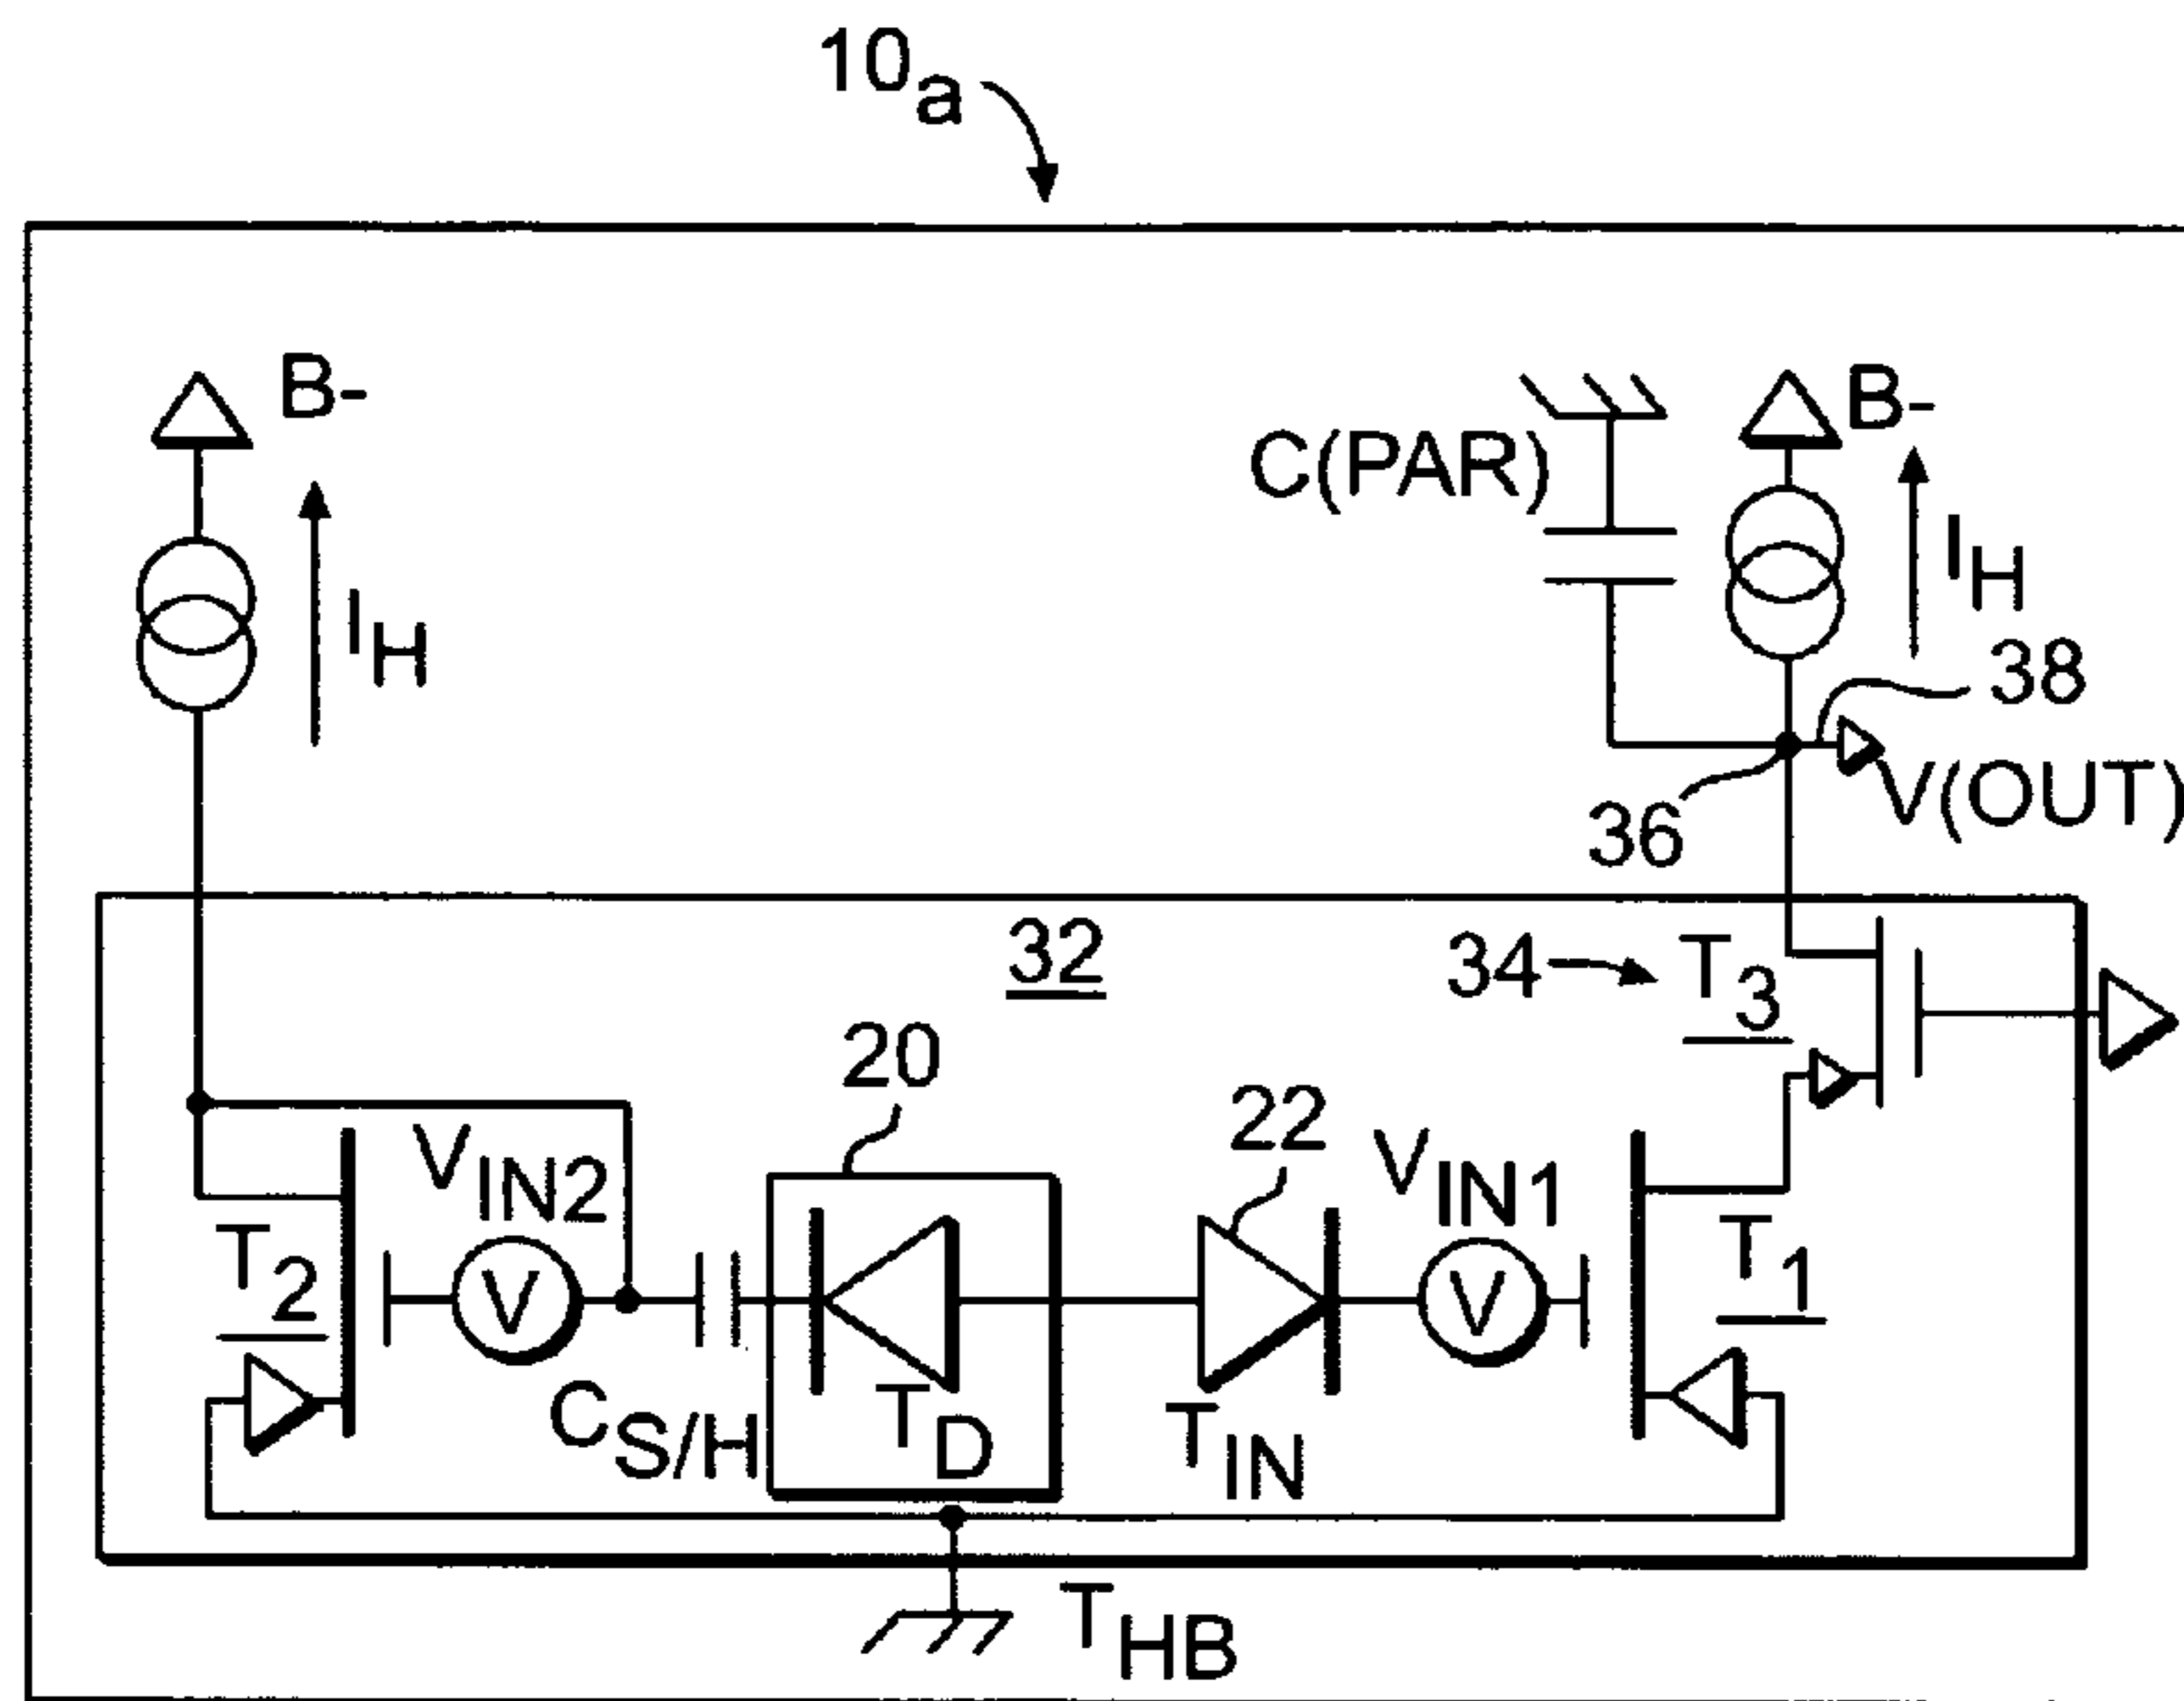 10a
B-
B-
C(PAR)
IH
IH
38
V(OUT)
36
32
34
T3
20
22
VIN2
VIN1
T2
V
V
T1
CS/H
TD
TIN
THB